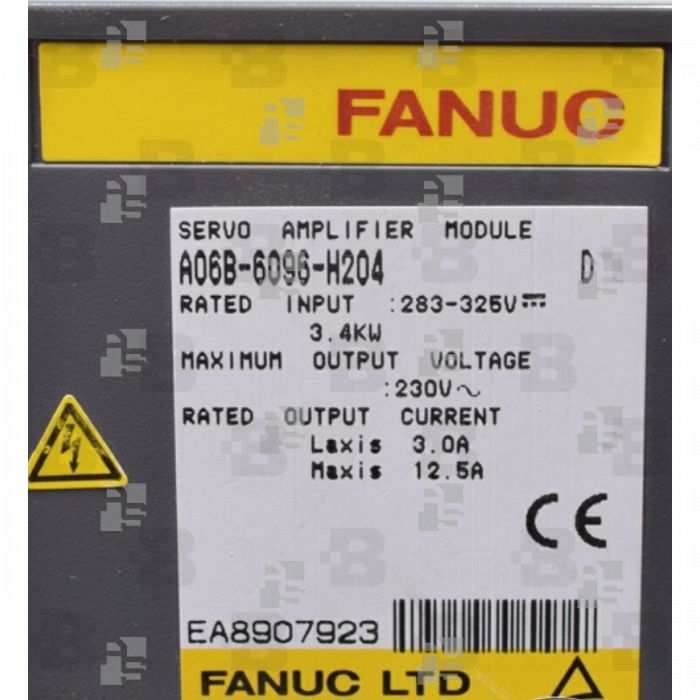 FANUC
SERVO AMPLIFIER MODULE
A06B-6096-H204 D
RATED INPUT :283-325V⎓
3.4KW
MAXIMUM OUTPUT VOLTAGE
:230V～
RATED OUTPUT CURRENT
Laxis 3.0A
Maxis 12.5A
CE
EA8907923
FANUC LTD